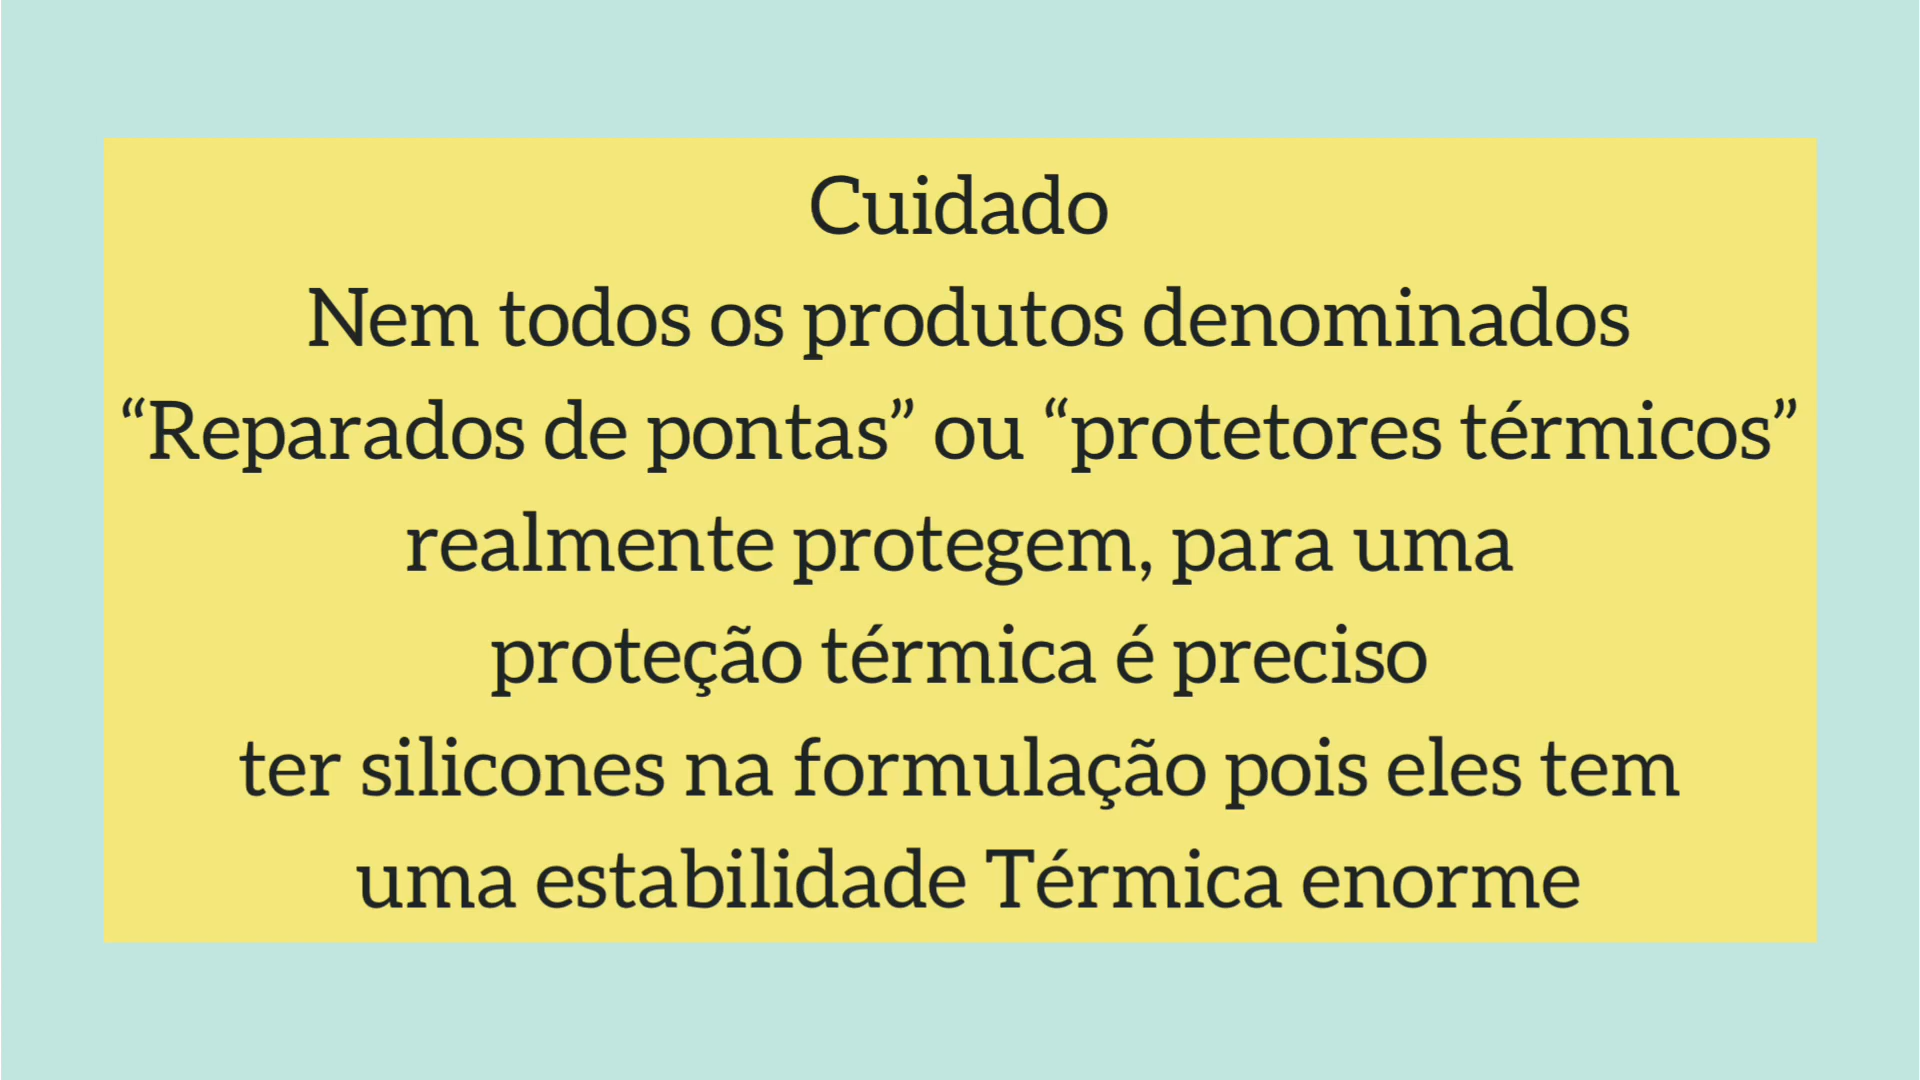 Cuidado
Nem todos os produtos denominados
“Reparados de pontas” ou “protetores térmicos”
realmente protegem, para uma
proteção térmica é preciso
ter silicones na formulação pois eles tem
uma estabilidade Térmica enorme